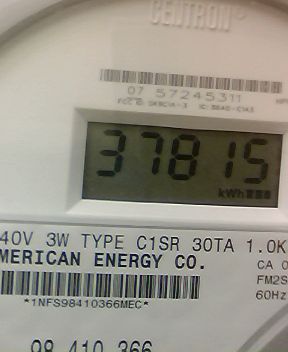 CENTRON®
07 57245311
37815
kWh
40V 3W TYPE C1SR 30TA 1.0K
MERICAN ENERGY CO.
CA 0
FM2S
60Hz
*1NFS98410366MEC*
98 410 366